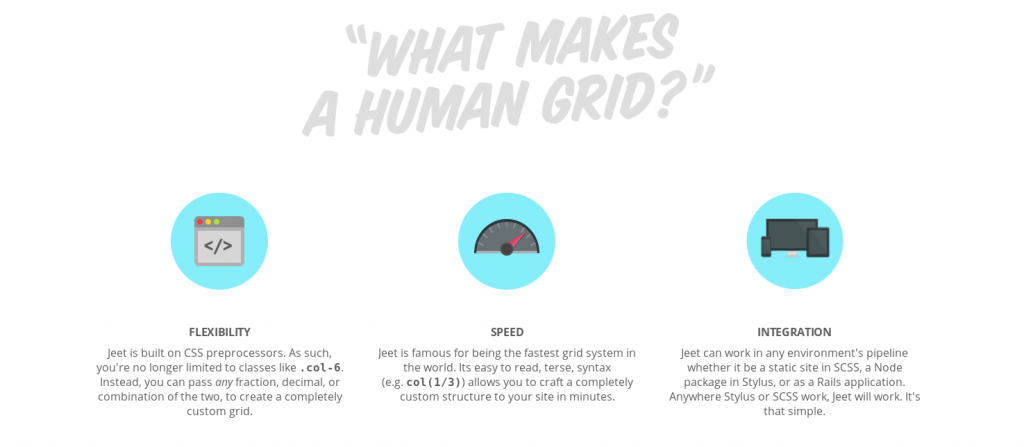 “WHAT MAKES
A HUMAN GRID?”
</>
FLEXIBILITY
Jeet is built on CSS preprocessors. As such,
you're no longer limited to classes like .col-6.
Instead, you can pass any fraction, decimal, or
combination of the two, to create a completely
custom grid.
SPEED
Jeet is famous for being the fastest grid system in
the world. Its easy to read, terse, syntax
(e.g. col(1/3)) allows you to craft a completely
custom structure to your site in minutes.
INTEGRATION
Jeet can work in any environment's pipeline
whether it be a static site in SCSS, a Node
package in Stylus, or as a Rails application.
Anywhere Stylus or SCSS work, Jeet will work. It's
that simple.